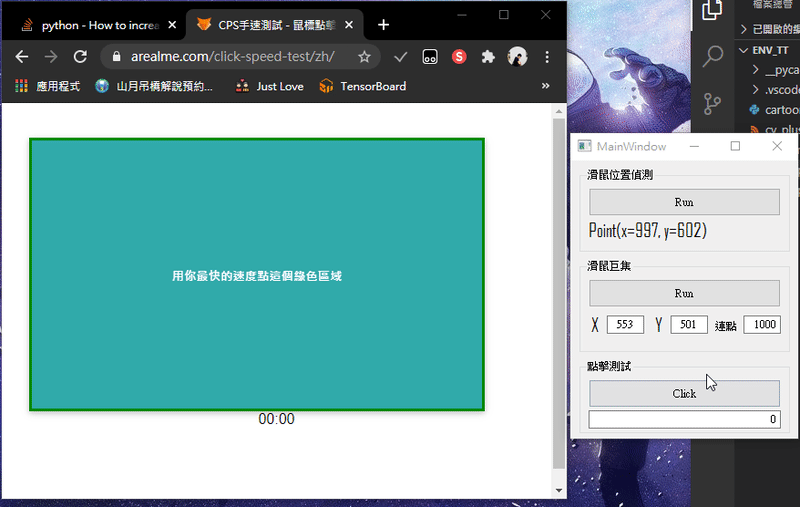 python - How to increa
CPS手速測試 - 鼠標點擊
arealme.com/click-speed-test/zh/
應用程式
山月吊橋解說預約...
Just Love
TensorBoard
»
用你最快的速度點這個綠色區域
00:00
檔案總管
已開啟的編
ENV_TT
__pyca
.vscode
cartoo
cv_plus
MainWindow
滑鼠位置偵測
Run
Point(x=997, y=602)
滑鼠巨集
Run
X 553 Y 501 連點 1000
點擊測試
Click
0